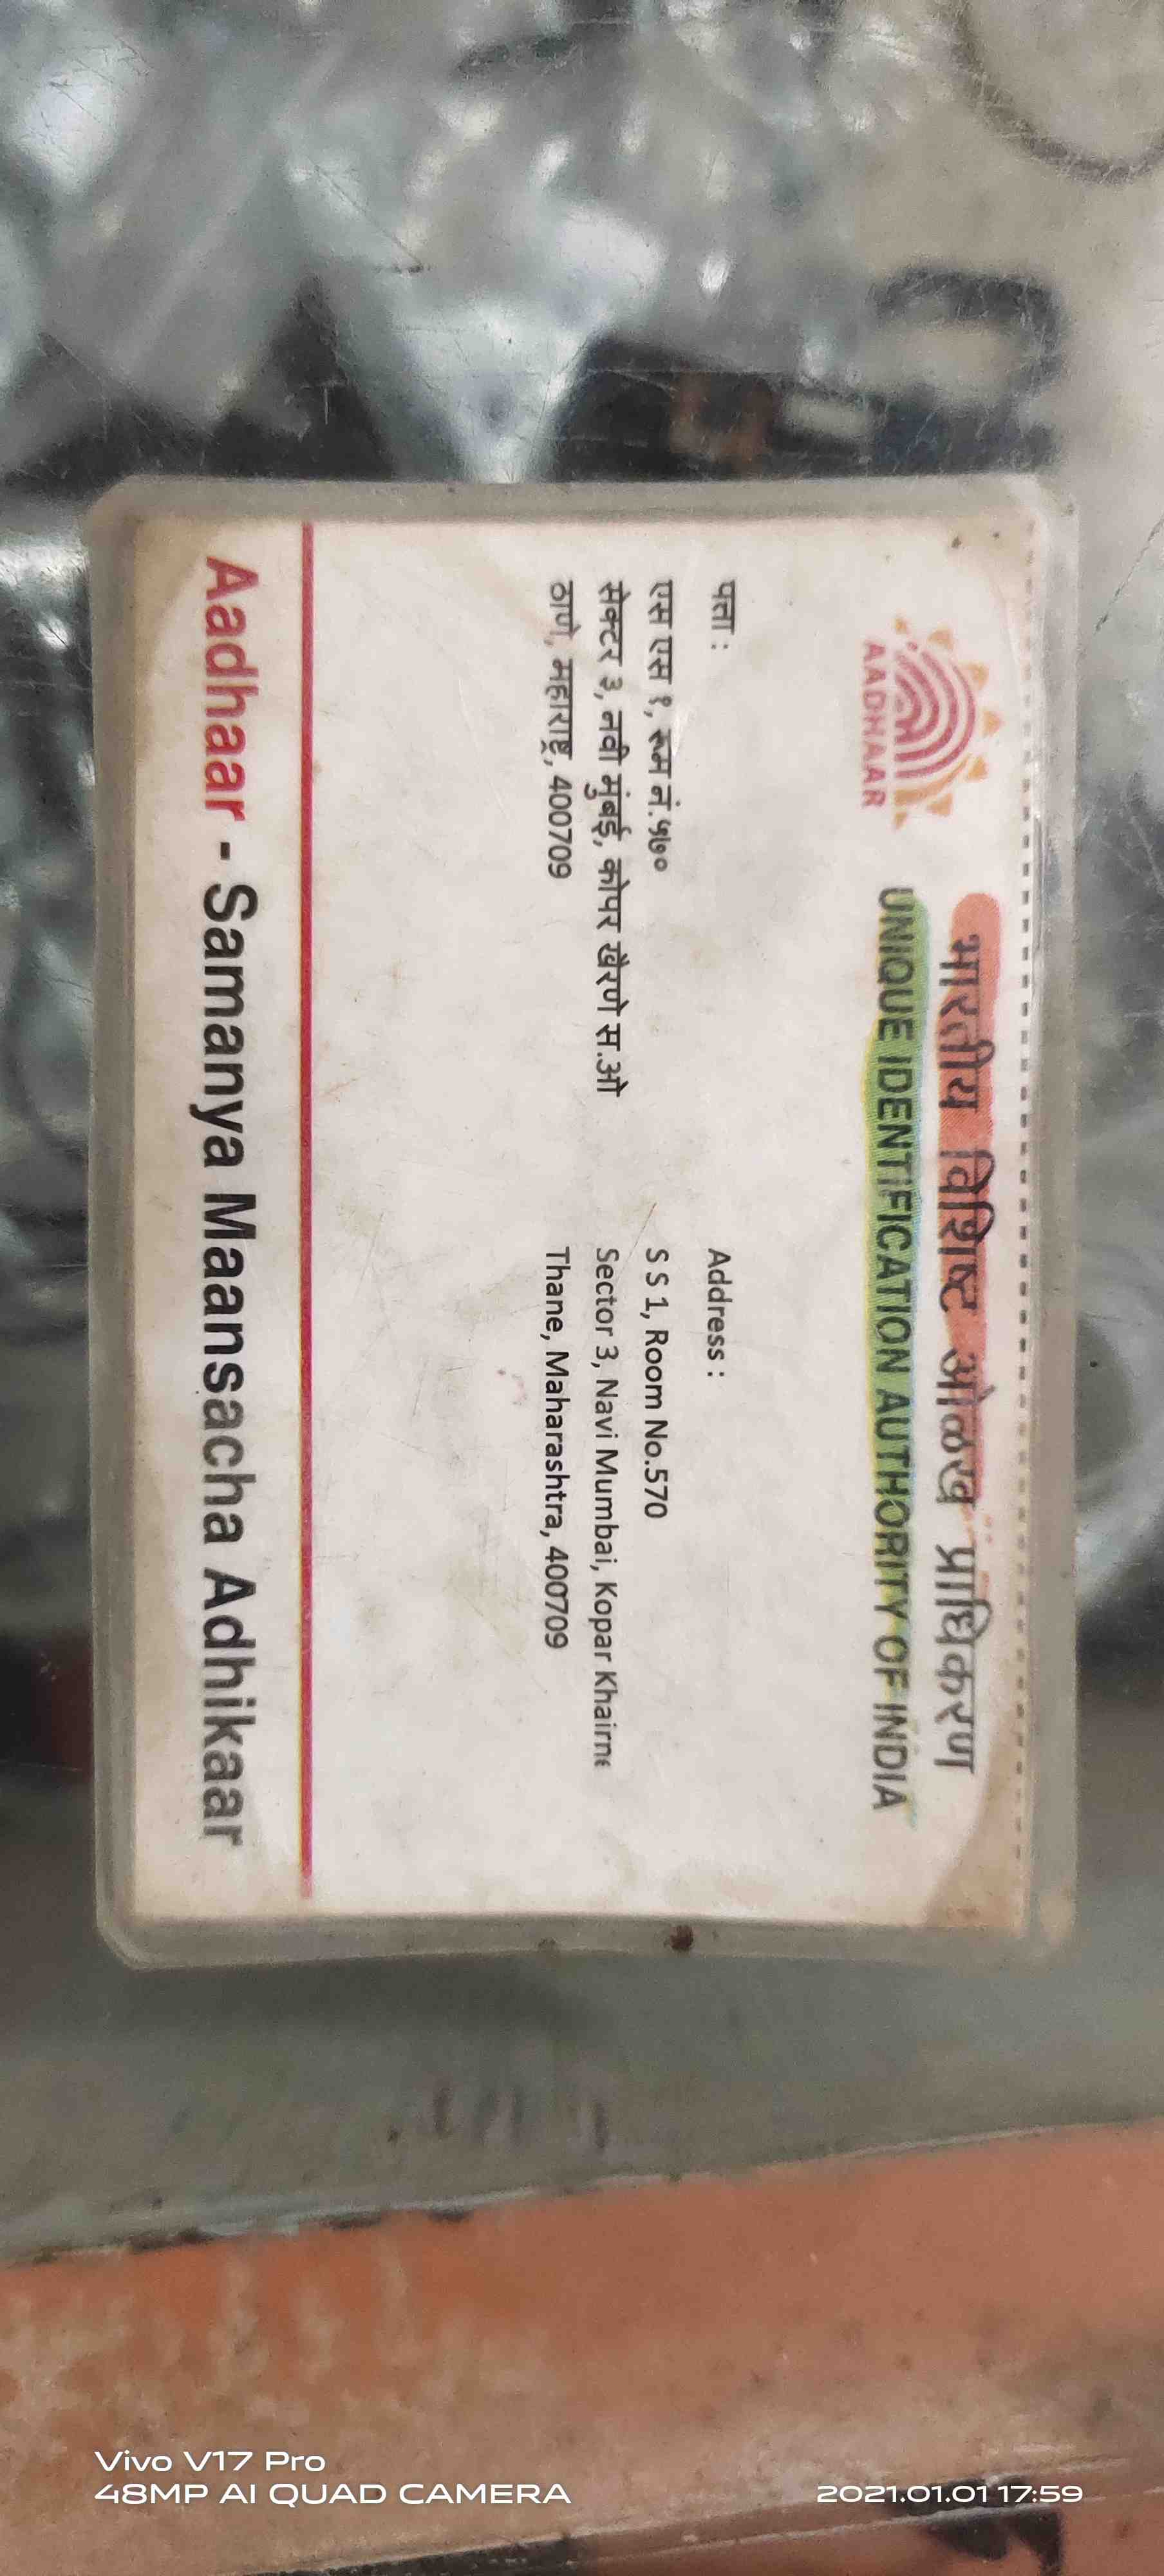 भारतीय विशिष्ट ओळख प्राधिकरण
UNIQUE IDENTIFICATION AUTHORITY OF INDIA
AADHAAR
पत्ता :
एस एस १, रूम नं.५७०
सेक्टर ३, नवी मुंबई, कोपर खैरणे स.ओ
ठाणे, महाराष्ट्र, 400709
Address :
S S 1, Room No.570
Sector 3, Navi Mumbai, Kopar Khairne
Thane, Maharashtra, 400709
Aadhaar - Samanya Maansacha Adhikaar
Vivo V17 Pro
48MP AI QUAD CAMERA
2021.01.01 17:59